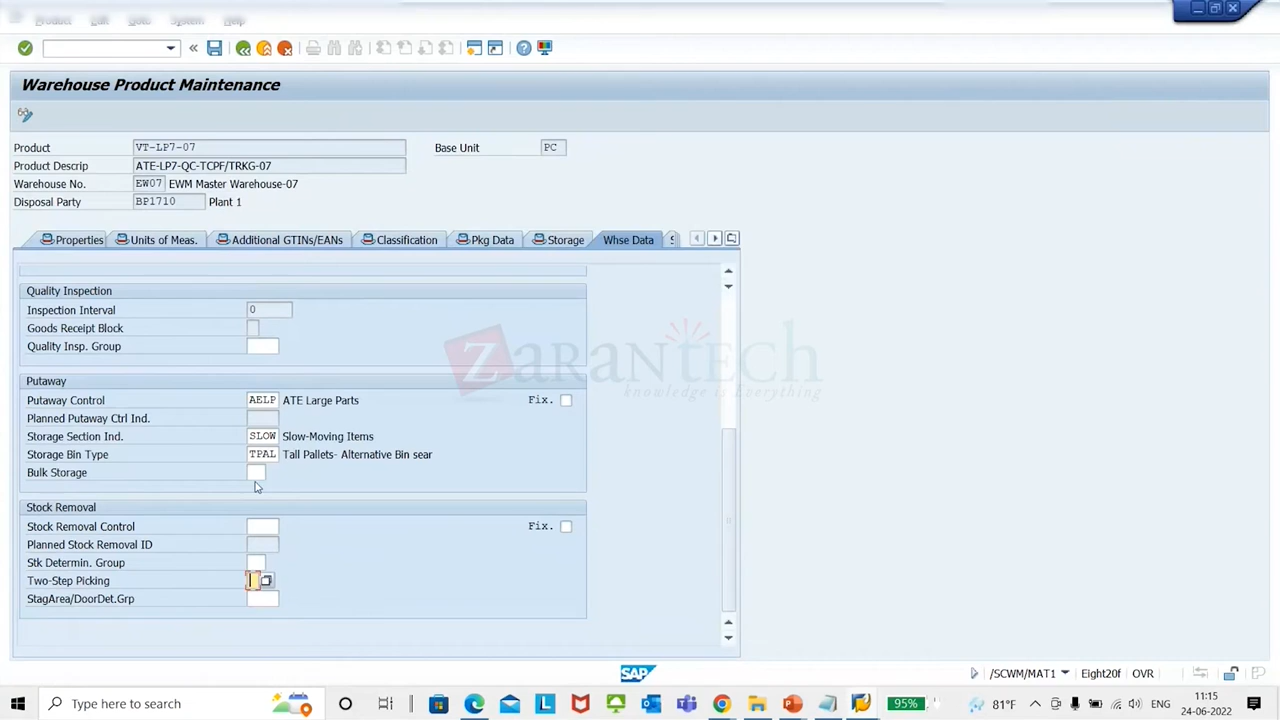 Product Edit Goto System Help
«
Warehouse Product Maintenance
Product VT-LP7-07 Base Unit PC
Product Descrip ATE-LP7-QC-TCPF/TRKG-07
Warehouse No. EW07 EWM Master Warehouse-07
Disposal Party BP1710 Plant 1
Properties Units of Meas. Additional GTINs/EANs Classification Pkg Data Storage Whse Data
Quality Inspection
Inspection Interval 0
Goods Receipt Block
Quality Insp. Group
Putaway
Putaway Control AELP ATE Large Parts Fix.
Planned Putaway Ctrl Ind.
Storage Section Ind. SLOW Slow-Moving Items
Storage Bin Type TPAL Tall Pallets- Alternative Bin sear
Bulk Storage
Stock Removal
Stock Removal Control Fix.
Planned Stock Removal ID
Stk Determin. Group
Two-Step Picking
StagArea/DoorDet.Grp
ZaranTech
knowledge is Everything
SAP /SCWM/MAT1 Eight20f OVR
Type here to search 95% 81°F ENG 11:15
24-06-2022